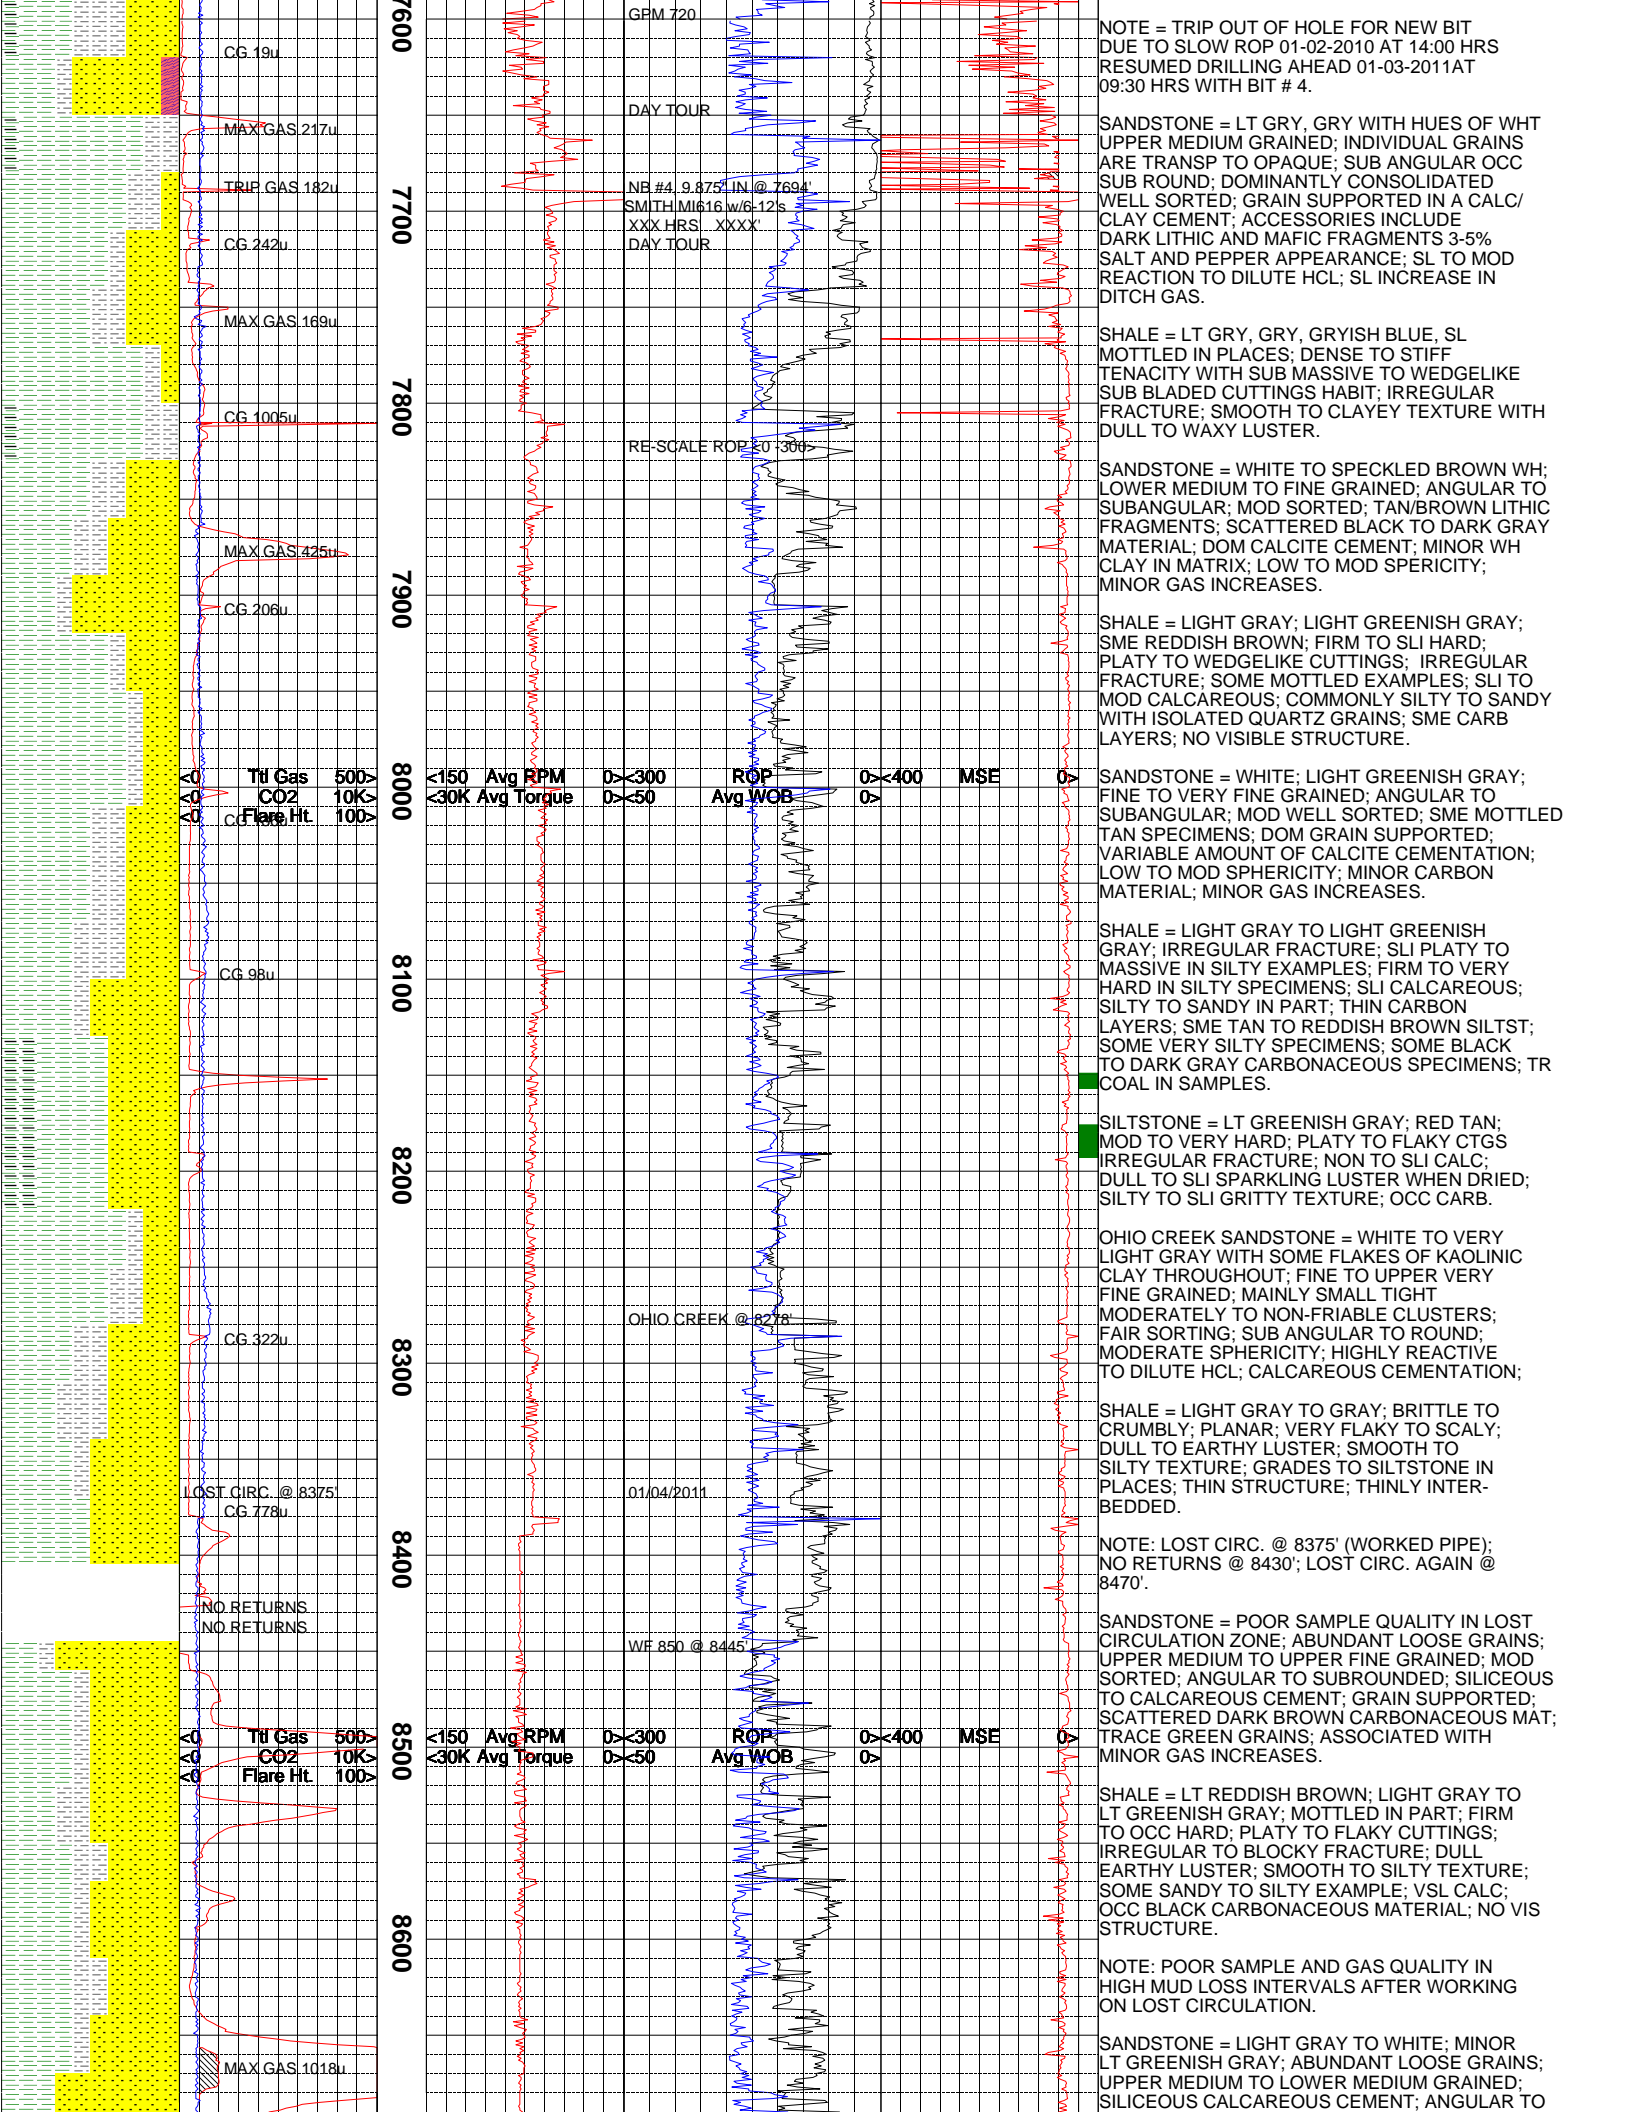 7600
GPM 720
CG 19u
DAY TOUR
MAX GAS 217u
TRIP GAS 182u
NB #4, 9.875" IN @ 7694'
SMITH MI616 w/6-12's
XXX HRS XXXX'
DAY TOUR
7700
CG 242u
MAX GAS 169u
7800
CG 1005u
RE-SCALE ROP <0 -300>
MAX GAS 425u
7900
CG 206u
<0 Ttl Gas 500> <150 Avg RPM 0> <300 ROP 0> <400 MSE 0>
<0 CO2 10K> <30K Avg Torque 0> <50 Avg WOB 0>
<0 Flare Ht. 100>
8000
CG
CG 98u
8100
8200
OHIO CREEK @ 8278'
CG 322u
8300
LOST CIRC. @ 8375'
01/04/2011
CG 778u
8400
NO RETURNS
NO RETURNS
WF 850 @ 8445'
<0 Ttl Gas 500> <150 Avg RPM 0> <300 ROP 0> <400 MSE 0>
<0 CO2 10K> <30K Avg Torque 0> <50 Avg WOB 0>
<0 Flare Ht. 100>
8500
8600
MAX GAS 1018u
NOTE = TRIP OUT OF HOLE FOR NEW BIT
DUE TO SLOW ROP 01-02-2010 AT 14:00 HRS
RESUMED DRILLING AHEAD 01-03-2011AT
09:30 HRS WITH BIT # 4.
SANDSTONE = LT GRY, GRY WITH HUES OF WHT
UPPER MEDIUM GRAINED; INDIVIDUAL GRAINS
ARE TRANSP TO OPAQUE; SUB ANGULAR OCC
SUB ROUND; DOMINANTLY CONSOLIDATED
WELL SORTED; GRAIN SUPPORTED IN A CALC/
CLAY CEMENT; ACCESSORIES INCLUDE
DARK LITHIC AND MAFIC FRAGMENTS 3-5%
SALT AND PEPPER APPEARANCE; SL TO MOD
REACTION TO DILUTE HCL; SL INCREASE IN
DITCH GAS.
SHALE = LT GRY, GRY, GRYISH BLUE, SL
MOTTLED IN PLACES; DENSE TO STIFF
TENACITY WITH SUB MASSIVE TO WEDGELIKE
SUB BLADED CUTTINGS HABIT; IRREGULAR
FRACTURE; SMOOTH TO CLAYEY TEXTURE WITH
DULL TO WAXY LUSTER.
SANDSTONE = WHITE TO SPECKLED BROWN WH;
LOWER MEDIUM TO FINE GRAINED; ANGULAR TO
SUBANGULAR; MOD SORTED; TAN/BROWN LITHIC
FRAGMENTS; SCATTERED BLACK TO DARK GRAY
MATERIAL; DOM CALCITE CEMENT; MINOR WH
CLAY IN MATRIX; LOW TO MOD SPERICITY;
MINOR GAS INCREASES.
SHALE = LIGHT GRAY; LIGHT GREENISH GRAY;
SME REDDISH BROWN; FIRM TO SLI HARD;
PLATY TO WEDGELIKE CUTTINGS; IRREGULAR
FRACTURE; SOME MOTTLED EXAMPLES; SLI TO
MOD CALCAREOUS; COMMONLY SILTY TO SANDY
WITH ISOLATED QUARTZ GRAINS; SME CARB
LAYERS; NO VISIBLE STRUCTURE.
SANDSTONE = WHITE; LIGHT GREENISH GRAY;
FINE TO VERY FINE GRAINED; ANGULAR TO
SUBANGULAR; MOD WELL SORTED; SME MOTTLED
TAN SPECIMENS; DOM GRAIN SUPPORTED;
VARIABLE AMOUNT OF CALCITE CEMENTATION;
LOW TO MOD SPHERICITY; MINOR CARBON
MATERIAL; MINOR GAS INCREASES.
SHALE = LIGHT GRAY TO LIGHT GREENISH
GRAY; IRREGULAR FRACTURE; SLI PLATY TO
MASSIVE IN SILTY EXAMPLES; FIRM TO VERY
HARD IN SILTY SPECIMENS; SLI CALCAREOUS;
SILTY TO SANDY IN PART; THIN CARBON
LAYERS; SME TAN TO REDDISH BROWN SILTST;
SOME VERY SILTY SPECIMENS; SOME BLACK
TO DARK GRAY CARBONACEOUS SPECIMENS; TR
COAL IN SAMPLES.
SILTSTONE = LT GREENISH GRAY; RED TAN;
MOD TO VERY HARD; PLATY TO FLAKY CTGS
IRREGULAR FRACTURE; NON TO SLI CALC;
DULL TO SLI SPARKLING LUSTER WHEN DRIED;
SILTY TO SLI GRITTY TEXTURE; OCC CARB.
OHIO CREEK SANDSTONE = WHITE TO VERY
LIGHT GRAY WITH SOME FLAKES OF KAOLINIC
CLAY THROUGHOUT; FINE TO UPPER VERY
FINE GRAINED; MAINLY SMALL TIGHT
MODERATELY TO NON-FRIABLE CLUSTERS;
FAIR SORTING; SUB ANGULAR TO ROUND;
MODERATE SPHERICITY; HIGHLY REACTIVE
TO DILUTE HCL; CALCAREOUS CEMENTATION;
SHALE = LIGHT GRAY TO GRAY; BRITTLE TO
CRUMBLY; PLANAR; VERY FLAKY TO SCALY;
DULL TO EARTHY LUSTER; SMOOTH TO
SILTY TEXTURE; GRADES TO SILTSTONE IN
PLACES; THIN STRUCTURE; THINLY INTER-
BEDDED.
NOTE: LOST CIRC. @ 8375' (WORKED PIPE);
NO RETURNS @ 8430'; LOST CIRC. AGAIN @
8470'.
SANDSTONE = POOR SAMPLE QUALITY IN LOST
CIRCULATION ZONE; ABUNDANT LOOSE GRAINS;
UPPER MEDIUM TO UPPER FINE GRAINED; MOD
SORTED; ANGULAR TO SUBROUNDED; SILICEOUS
TO CALCAREOUS CEMENT; GRAIN SUPPORTED;
SCATTERED DARK BROWN CARBONACEOUS MAT;
TRACE GREEN GRAINS; ASSOCIATED WITH
MINOR GAS INCREASES.
SHALE = LT REDDISH BROWN; LIGHT GRAY TO
LT GREENISH GRAY; MOTTLED IN PART; FIRM
TO OCC HARD; PLATY TO FLAKY CUTTINGS;
IRREGULAR TO BLOCKY FRACTURE; DULL
EARTHY LUSTER; SMOOTH TO SILTY TEXTURE;
SOME SANDY TO SILTY EXAMPLE; VSL CALC;
OCC BLACK CARBONACEOUS MATERIAL; NO VIS
STRUCTURE.
NOTE: POOR SAMPLE AND GAS QUALITY IN
HIGH MUD LOSS INTERVALS AFTER WORKING
ON LOST CIRCULATION.
SANDSTONE = LIGHT GRAY TO WHITE; MINOR
LT GREENISH GRAY; ABUNDANT LOOSE GRAINS;
UPPER MEDIUM TO LOWER MEDIUM GRAINED;
SILICEOUS CALCAREOUS CEMENT; ANGULAR TO